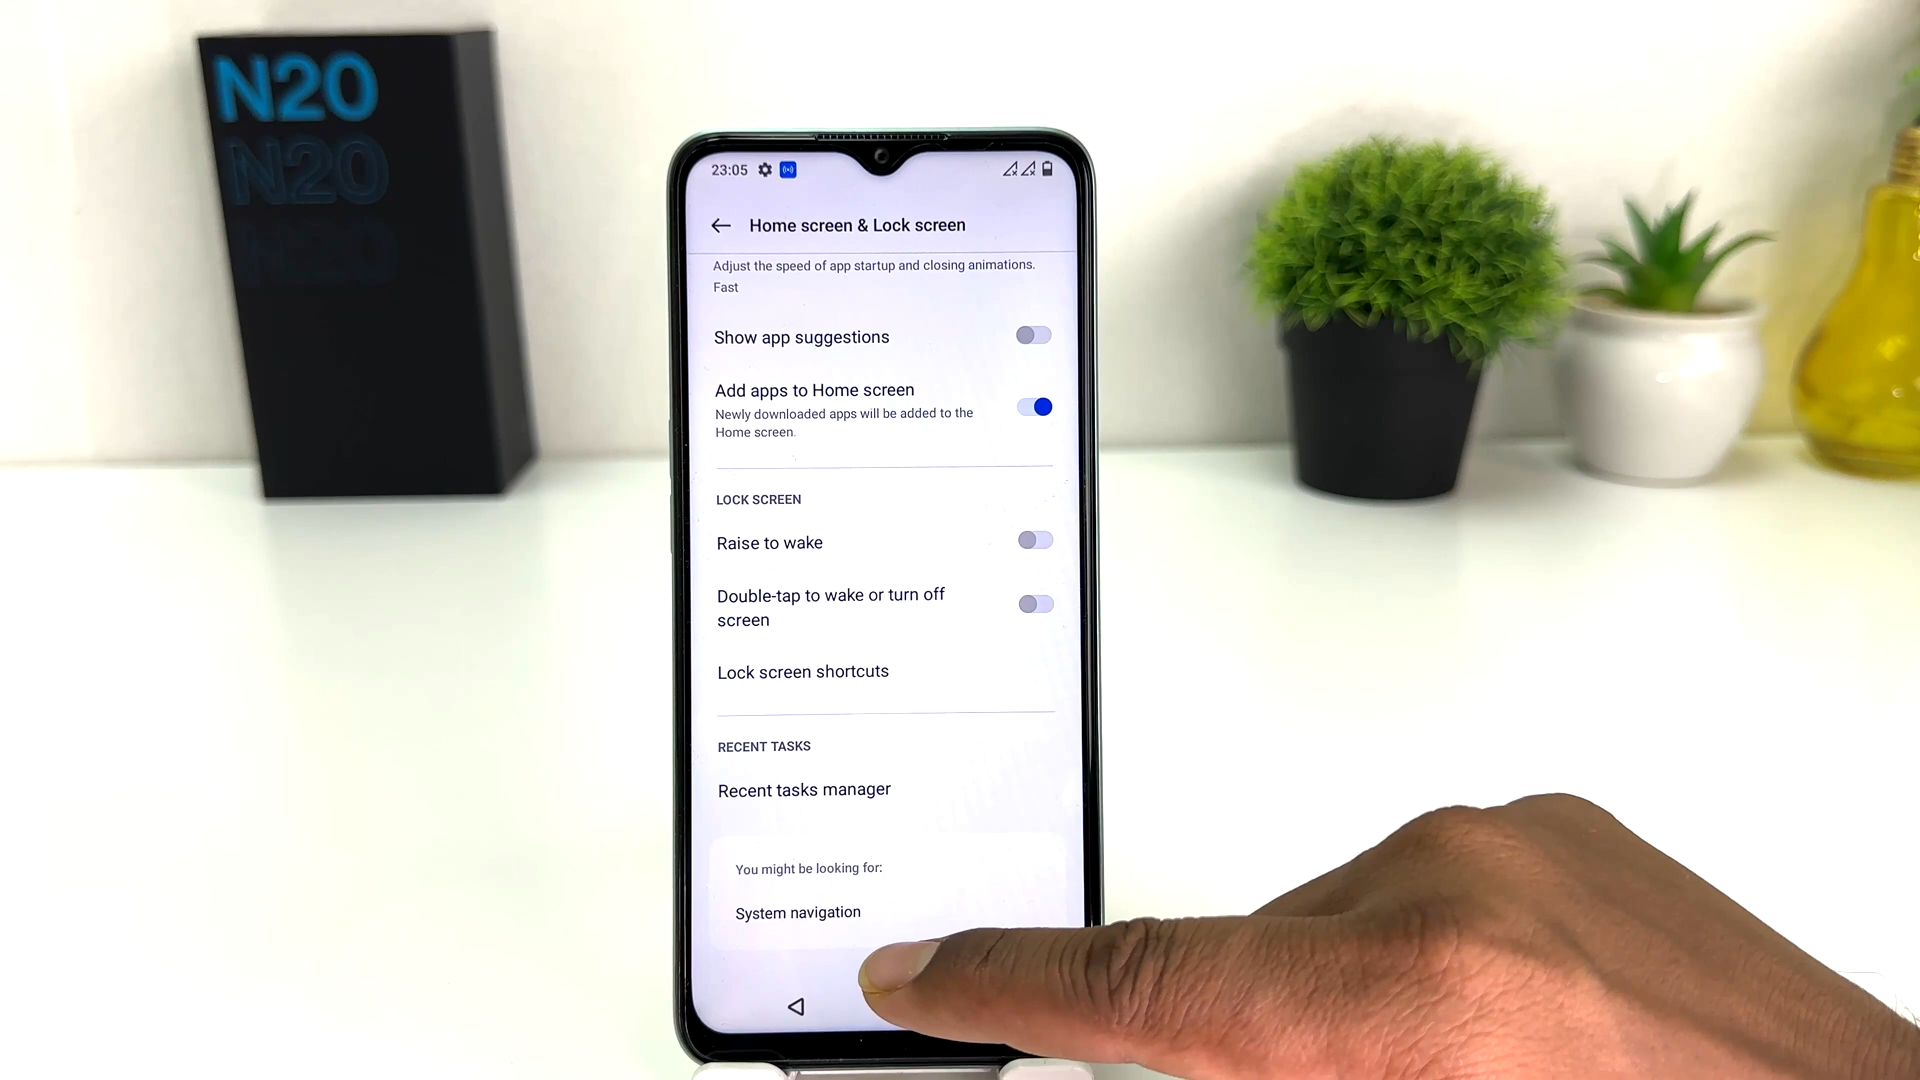 N20
N20
N20
23:05
Home screen & Lock screen
Adjust the speed of app startup and closing animations.
Fast
Show app suggestions
Add apps to Home screen
Newly downloaded apps will be added to the
Home screen.
LOCK SCREEN
Raise to wake
Double-tap to wake or turn off
screen
Lock screen shortcuts
RECENT TASKS
Recent tasks manager
You might be looking for:
System navigation